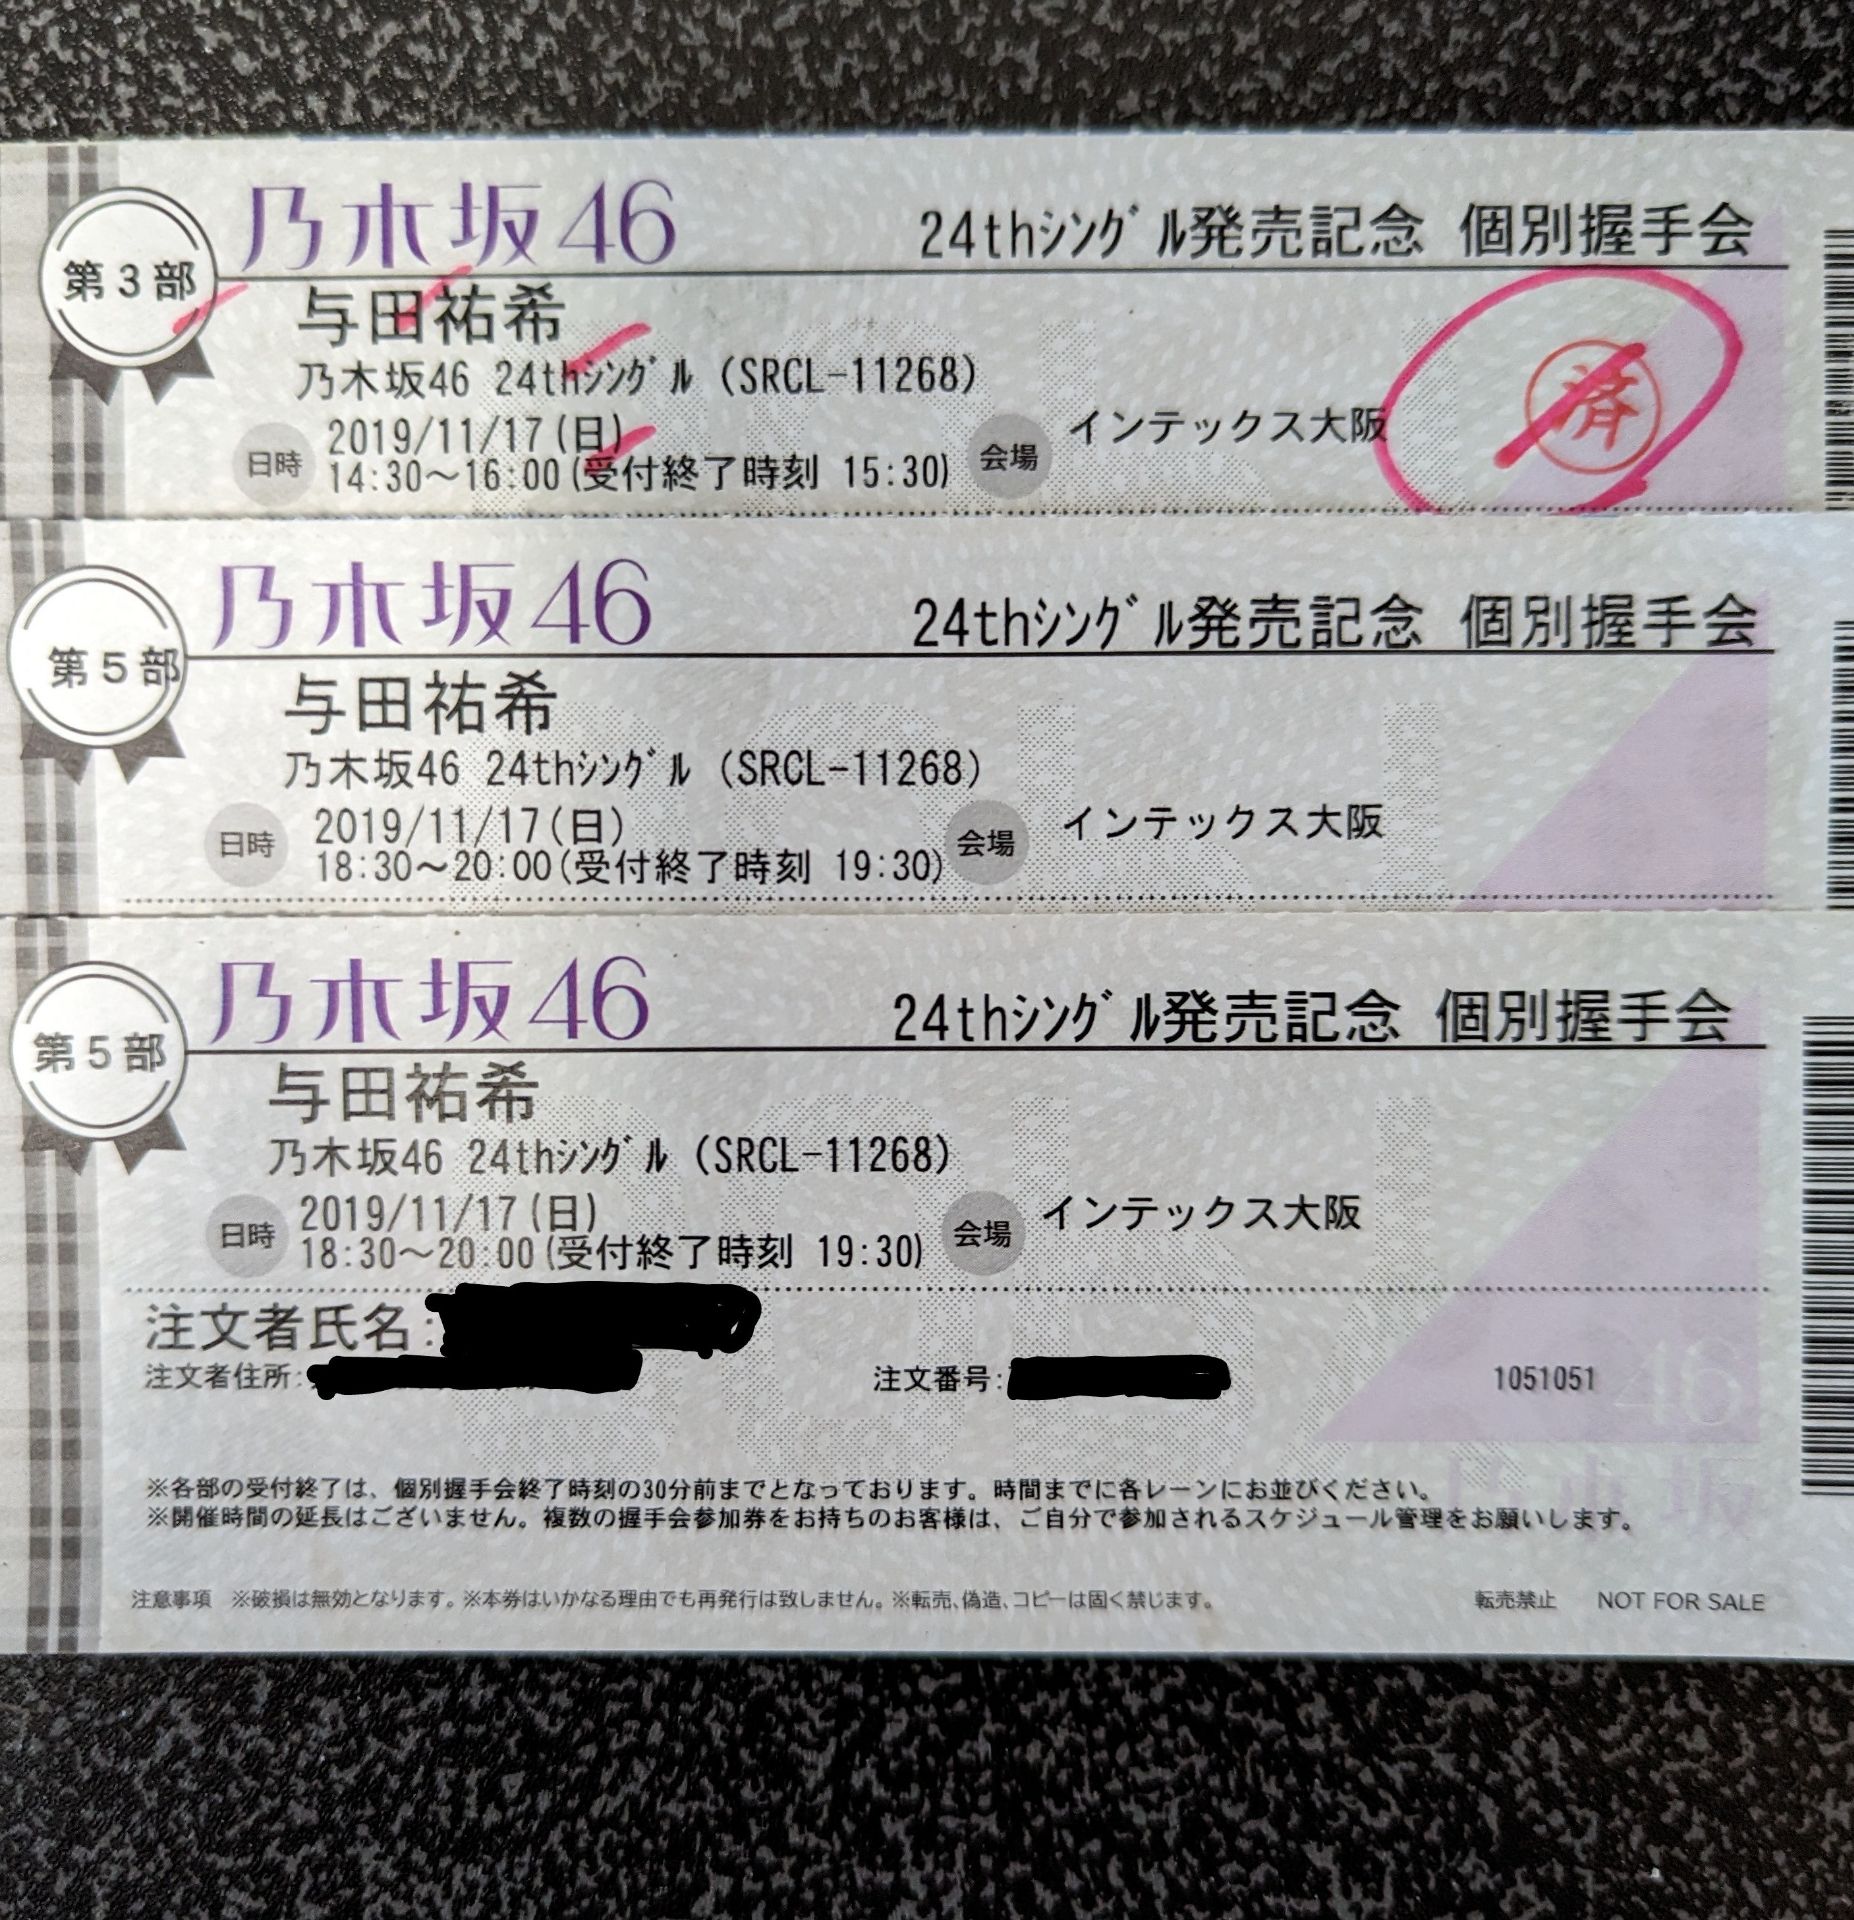 乃木坂46 24thシングル発売記念 個別握手会
第3部
与田祐希
乃木坂46 24thシングル (SRCL-11268)
日時 2019/11/17(日)
14:30～16:00(受付終了時刻 15:30)
会場 インテックス大阪
済
乃木坂46 24thシングル発売記念 個別握手会
第5部
与田祐希
乃木坂46 24thシングル (SRCL-11268)
日時 2019/11/17(日)
18:30～20:00(受付終了時刻 19:30)
会場 インテックス大阪
乃木坂46 24thシングル発売記念 個別握手会
第5部
与田祐希
乃木坂46 24thシングル (SRCL-11268)
日時 2019/11/17(日)
18:30～20:00(受付終了時刻 19:30)
会場 インテックス大阪
注文者氏名:
注文者住所:
注文番号:
1051051
※各部の受付終了は、個別握手会終了時刻の30分前までとなっております。時間までに各レーンにお並びください。
※開催時間の延長はございません。複数の握手会参加券をお持ちのお客様は、ご自分で参加されるスケジュール管理をお願いします。
注意事項 ※破損は無効となります。※本券はいかなる理由でも再発行は致しません。※転売、偽造、コピーは固く禁じます。
転売禁止 NOT FOR SALE